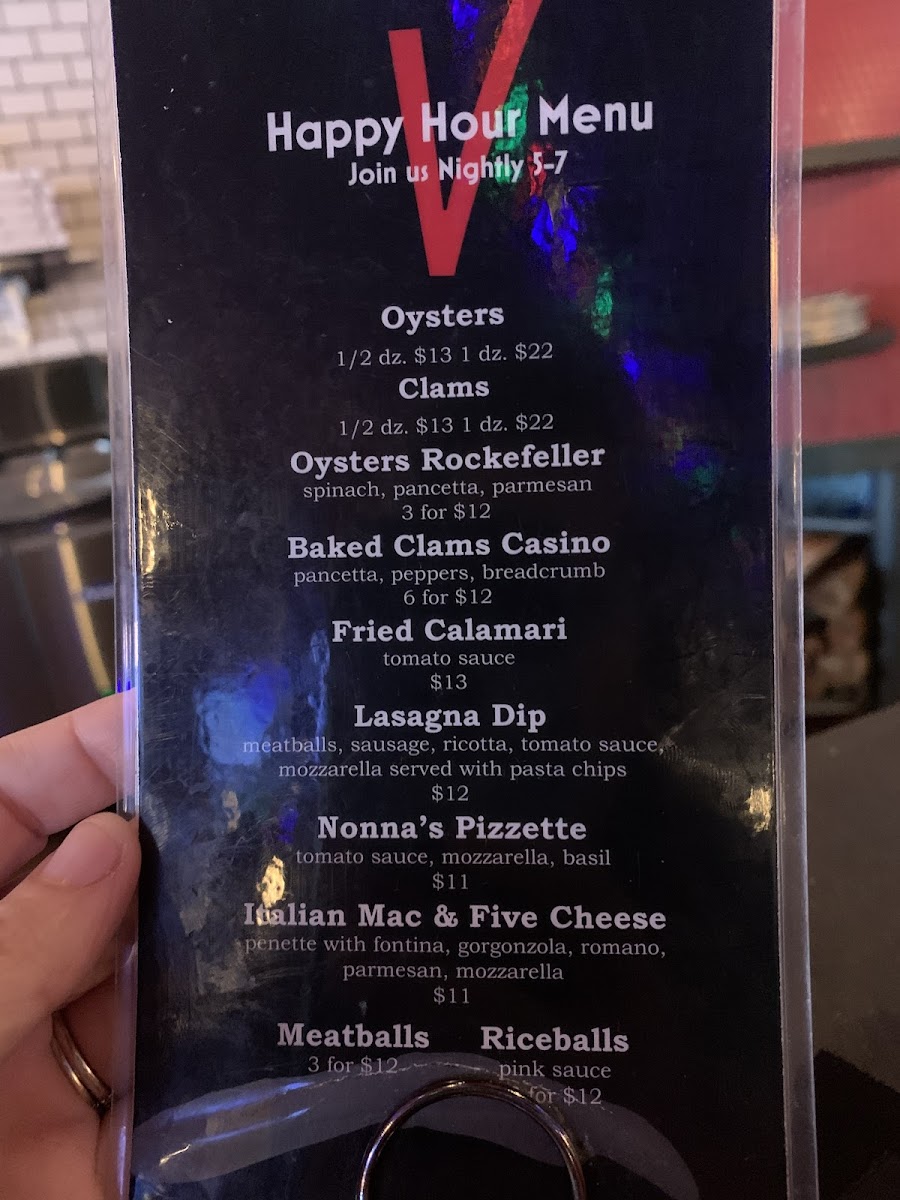 V
Happy Hour Menu
Join us Nightly 5-7
Oysters
1/2 dz. $13 1 dz. $22
Clams
1/2 dz. $13 1 dz. $22
Oysters Rockefeller
spinach, pancetta, parmesan
3 for $12
Baked Clams Casino
pancetta, peppers, breadcrumb
6 for $12
Fried Calamari
tomato sauce
$13
Lasagna Dip
meatballs, sausage, ricotta, tomato sauce,
mozzarella served with pasta chips
$12
Nonna's Pizzette
tomato sauce, mozzarella, basil
$11
Italian Mac & Five Cheese
penette with fontina, gorgonzola, romano,
parmesan, mozzarella
$11
Meatballs Riceballs
3 for $12 pink sauce
for $12